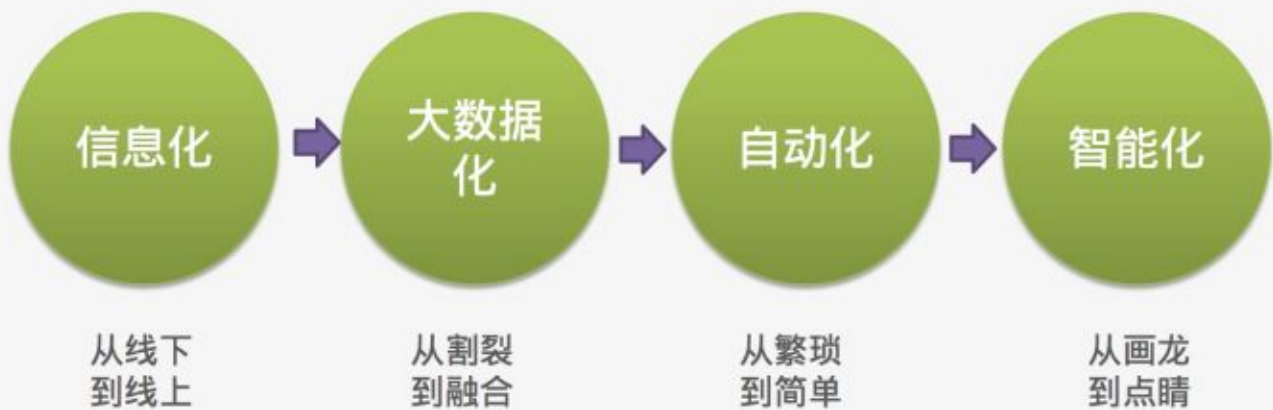 信息化
大数据
化
自动化
智能化
从线下
到线上
从割裂
到融合
从繁琐
到简单
从画龙
到点睛